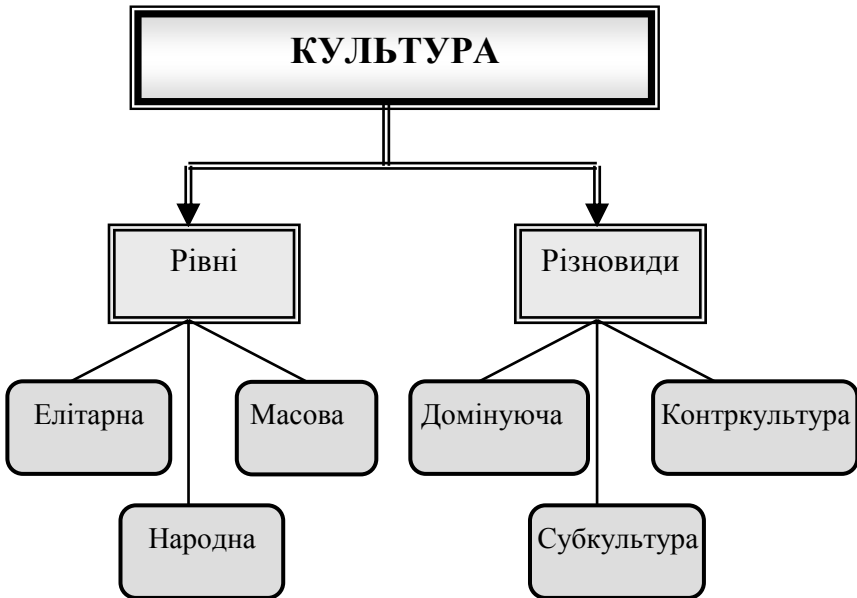 КУЛЬТУРА
Рівні
Різновиди
Елітарна
Масова
Домінуюча
Контркультура
Народна
Субкультура